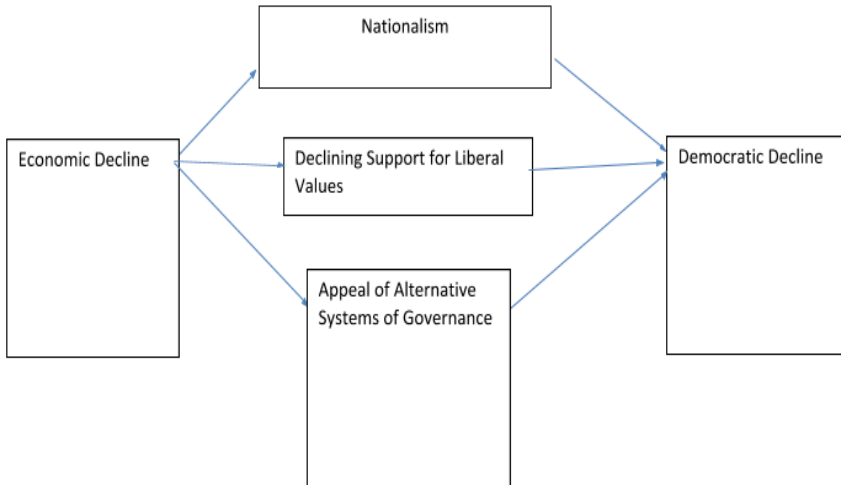 Nationalism
Economic Decline
Declining Support for Liberal
Values
Democratic Decline
Appeal of Alternative
Systems of Governance